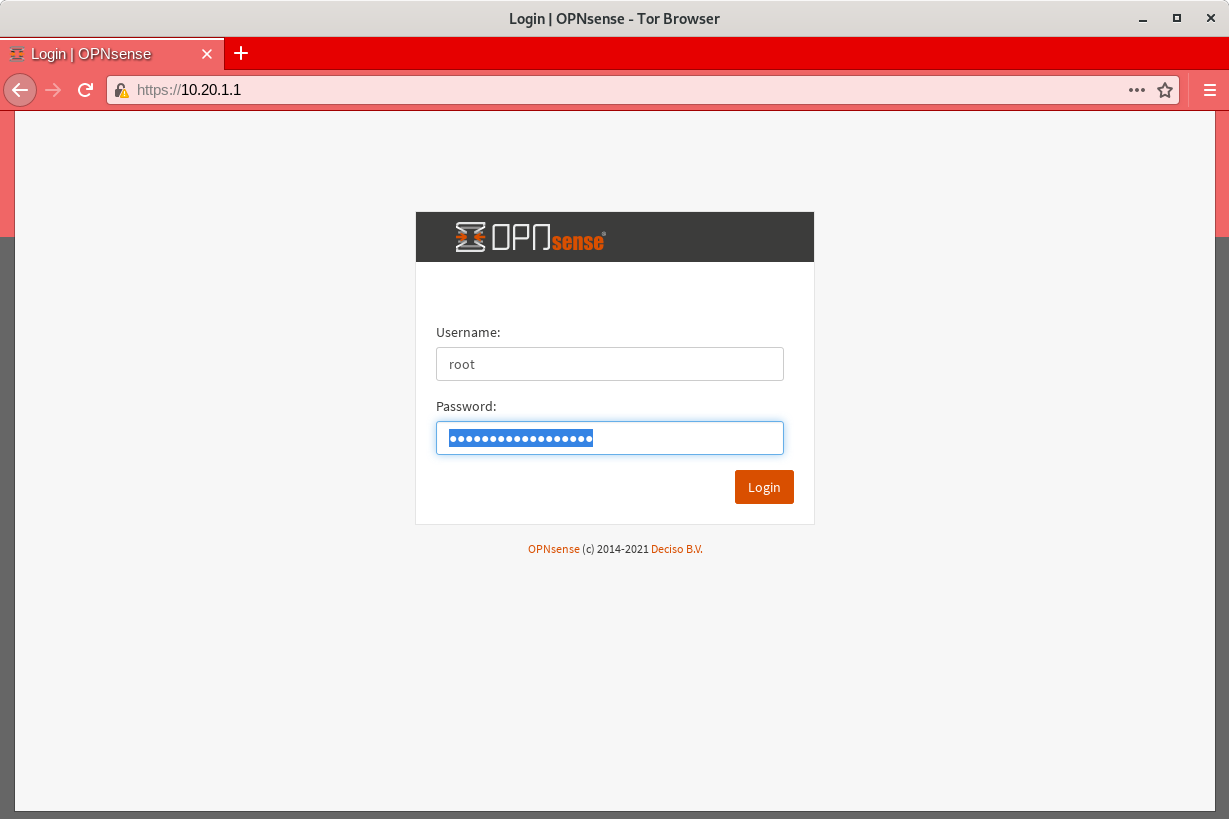 Login | OPNsense - Tor Browser
Login | OPNsense
https://10.20.1.1
OPNsense®
Username:
root
Password:
••••••••••••••••••
Login
OPNsense (c) 2014-2021 Deciso B.V.